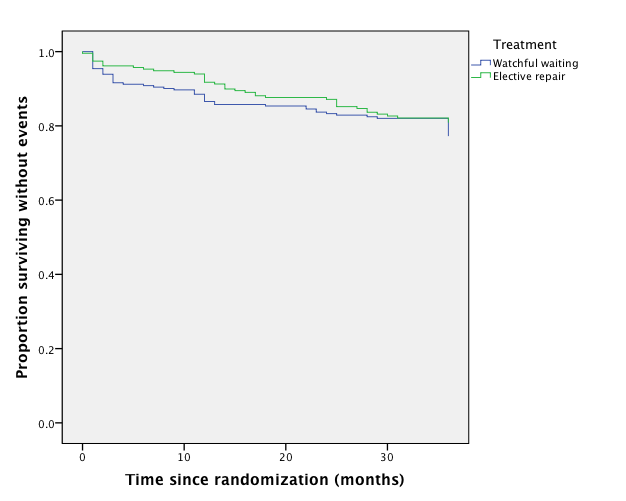 Treatment
Watchful waiting
Elective repair
Proportion surviving without events
1.0
0.8
0.6
0.4
0.2
0.0
0 10 20 30
Time since randomization (months)